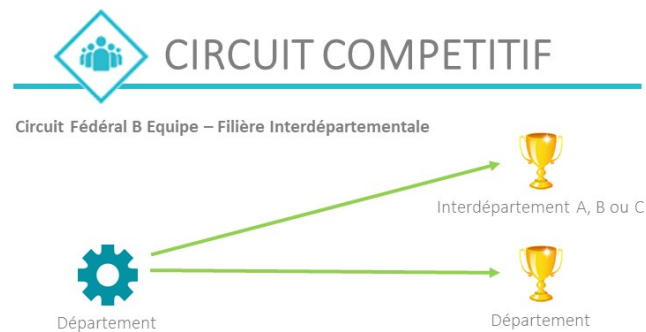 CIRCUIT COMPETITIF
Circuit Fédéral B Equipe – Filière Interdépartementale
Interdépartement A, B ou C
Département
Département